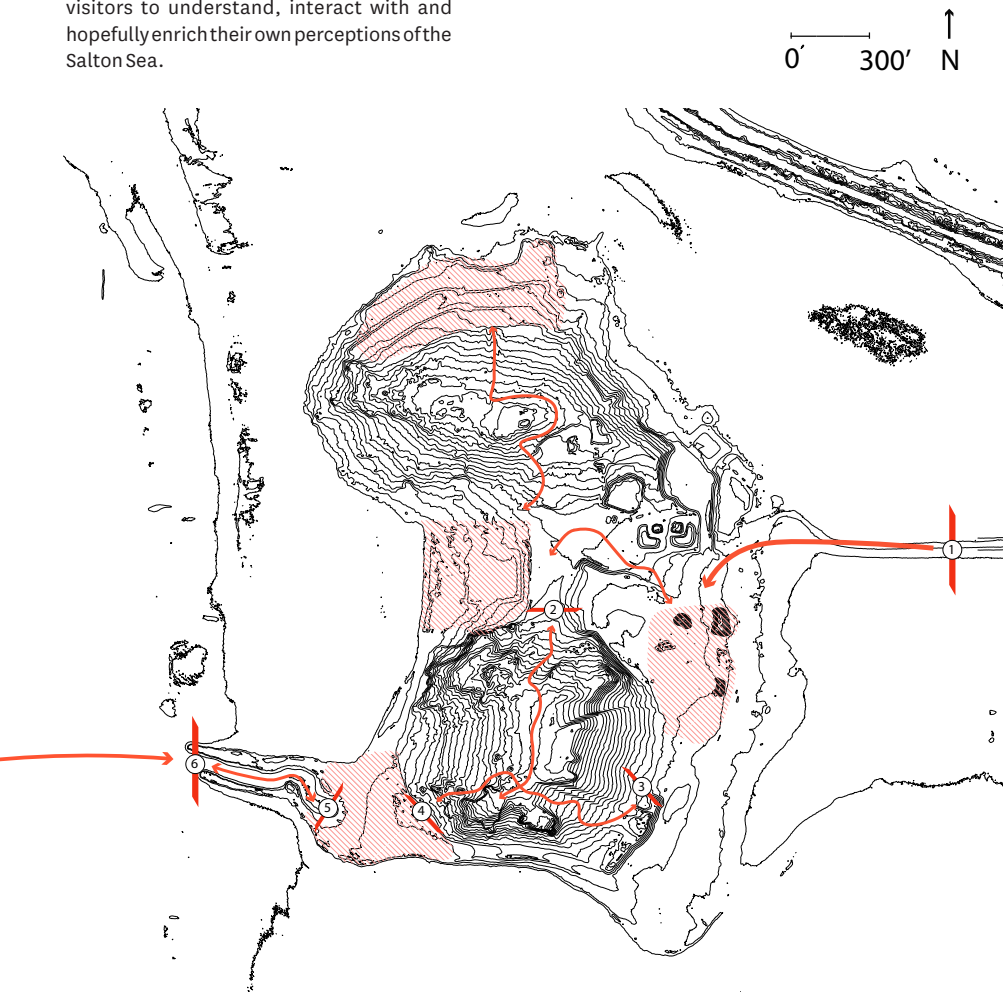 visitors to understand, interact with and
hopefully enrich their own perceptions of the
Salton Sea.
0' 300' N
1
2
3
4
5
6